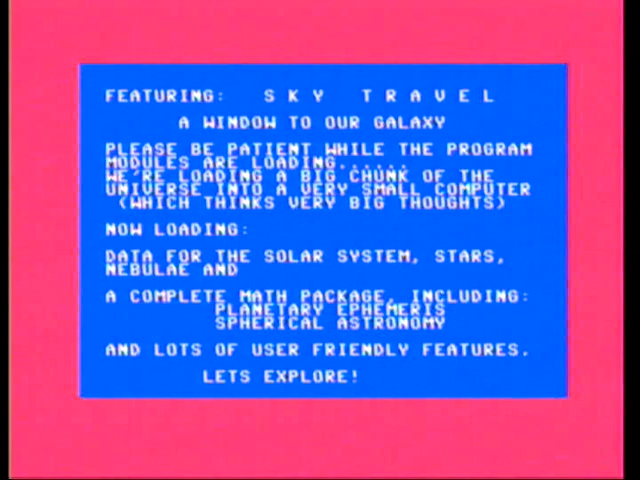 FEATURING: S K Y T R A V E L
A WINDOW TO OUR GALAXY
PLEASE BE PATIENT WHILE THE PROGRAM
MODULES ARE LOADING......
WE'RE LOADING A BIG CHUNK OF THE
UNIVERSE INTO A VERY SMALL COMPUTER
(WHICH THINKS VERY BIG THOUGHTS)
NOW LOADING:
DATA FOR THE SOLAR SYSTEM, STARS,
NEBULAE AND
A COMPLETE MATH PACKAGE, INCLUDING:
PLANETARY EPHEMERIS
SPHERICAL ASTRONOMY
AND LOTS OF USER FRIENDLY FEATURES.
LETS EXPLORE!